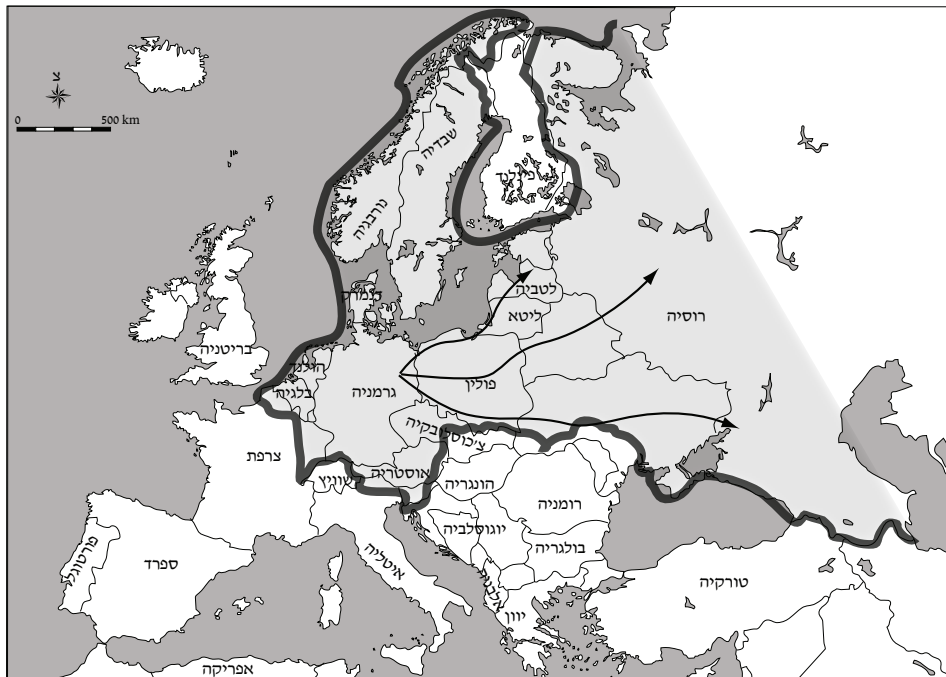 צ
0 500 km
שבדיה
פינלנד
נורבגיה
לטביה
דנמרק
ליטא
רוסיה
בריטניה
הולנד
פולין
בלגיה
גרמניה
צ'כוסלובקיה
צרפת
שוויץ
אוסטריה
הונגריה
רומניה
יוגוסלביה
בולגריה
פורטוגל
ספרד
איטליה
אלבניה
טורקיה
יוון
אפריקה